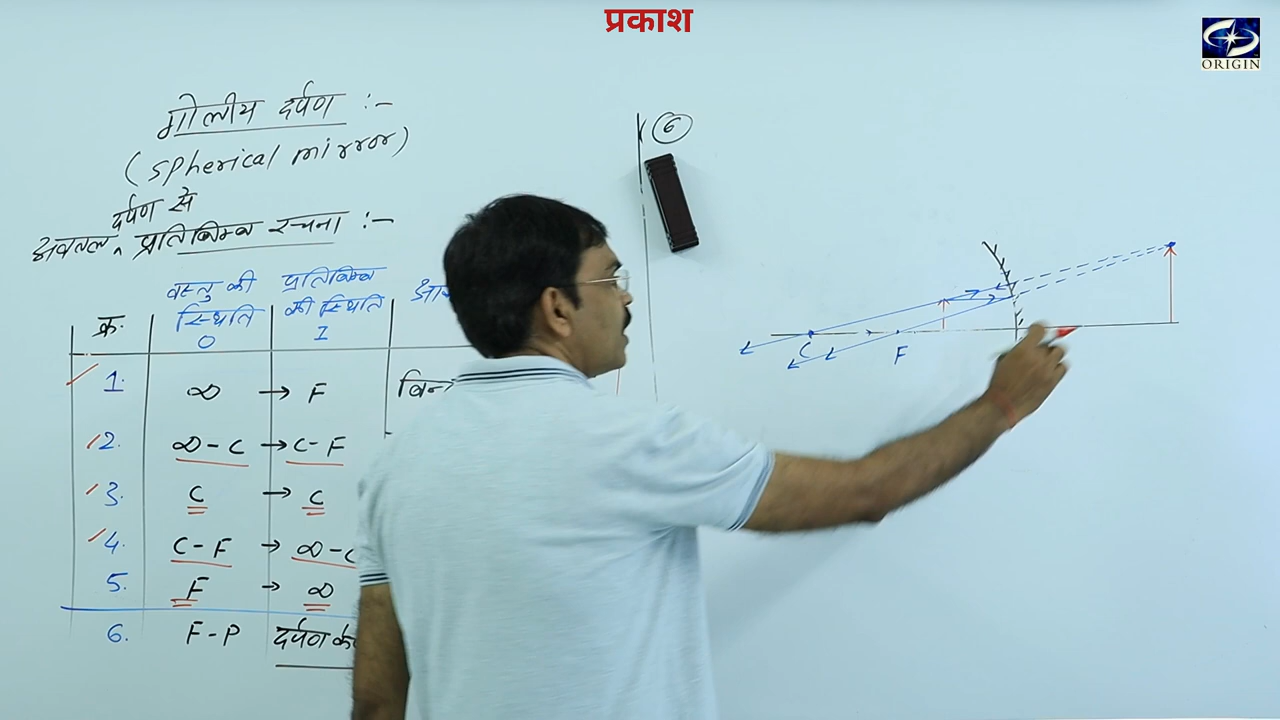 प्रकाश
ORIGIN
गोलीय दर्पण :-
(spherical mirror)
दर्पण से
अवतल ^ प्रतिबिम्ब रचना :-
क्र.
वस्तु की स्थिति O
प्रतिबिम्ब की स्थिति I
1. ∞ → F
2. ∞-C → C-F
3. C → C
4. C-F → ∞-C
5. F → ∞
6. F-P दर्पण के
6
C
F